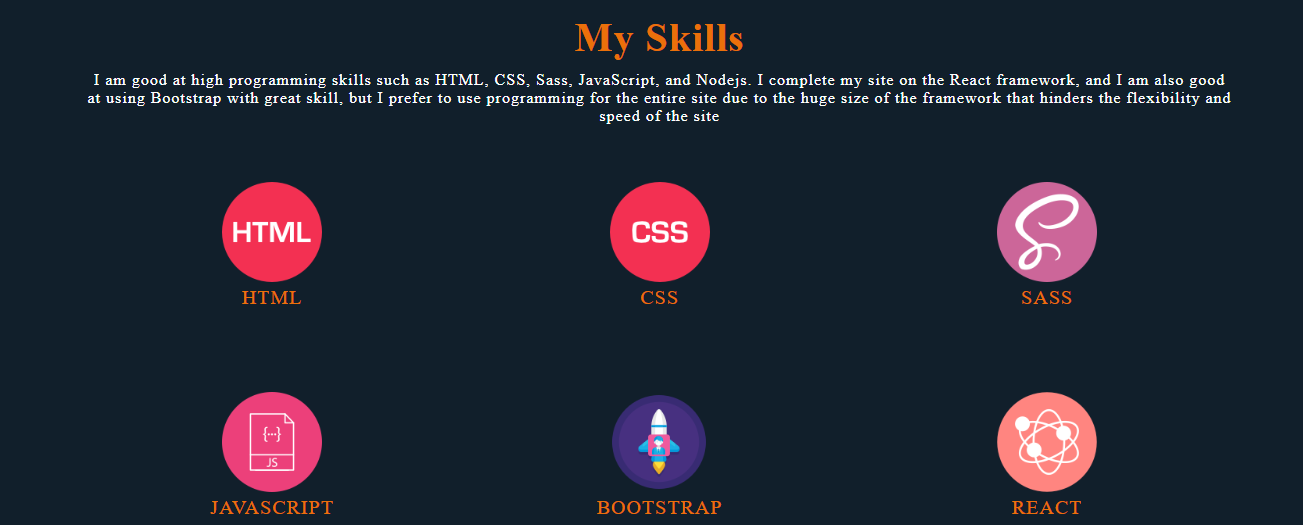 My Skills
I am good at high programming skills such as HTML, CSS, Sass, JavaScript, and Nodejs. I complete my site on the React framework, and I am also good
at using Bootstrap with great skill, but I prefer to use programming for the entire site due to the huge size of the framework that hinders the flexibility and
speed of the site
HTML
CSS
HTML
CSS
SASS
{...}
JS
JAVASCRIPT
BOOTSTRAP
REACT